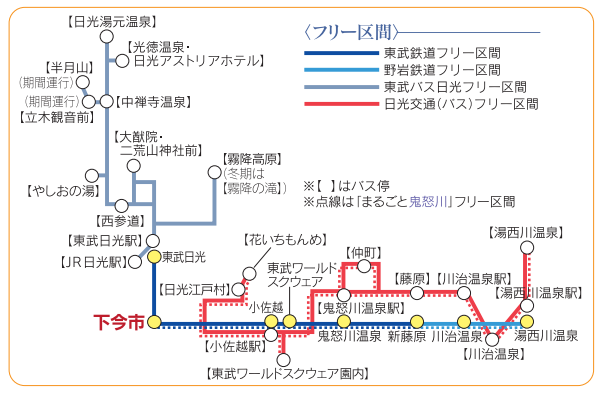 【日光湯元温泉】
【光徳温泉・
日光アストリアホテル】
【半月山】
(期間運行)
(期間運行)
【立木観音前】
【中禅寺温泉】
【大猷院・
二荒山神社前】
【霧降高原】
(冬期は
【霧降の滝】)
【やしおの湯】
【西参道】
【東武日光駅】
東武日光
【JR日光駅】
〈フリー区間〉
東武鉄道フリー区間
野岩鉄道フリー区間
東武バス日光フリー区間
日光交通(バス)フリー区間
※【 】はバス停
※点線は「まるごと鬼怒川」フリー区間
【花いちもんめ】
東武ワールド
スクウェア
【日光江戸村】
小佐越
下今市
【小佐越駅】
【東武ワールドスクウェア園内】
【仲町】
【鬼怒川温泉駅】
鬼怒川温泉
【藤原】
新藤原
【川治温泉駅】
川治温泉
【川治温泉】
【湯西川温泉】
【湯西川温泉駅】
湯西川温泉